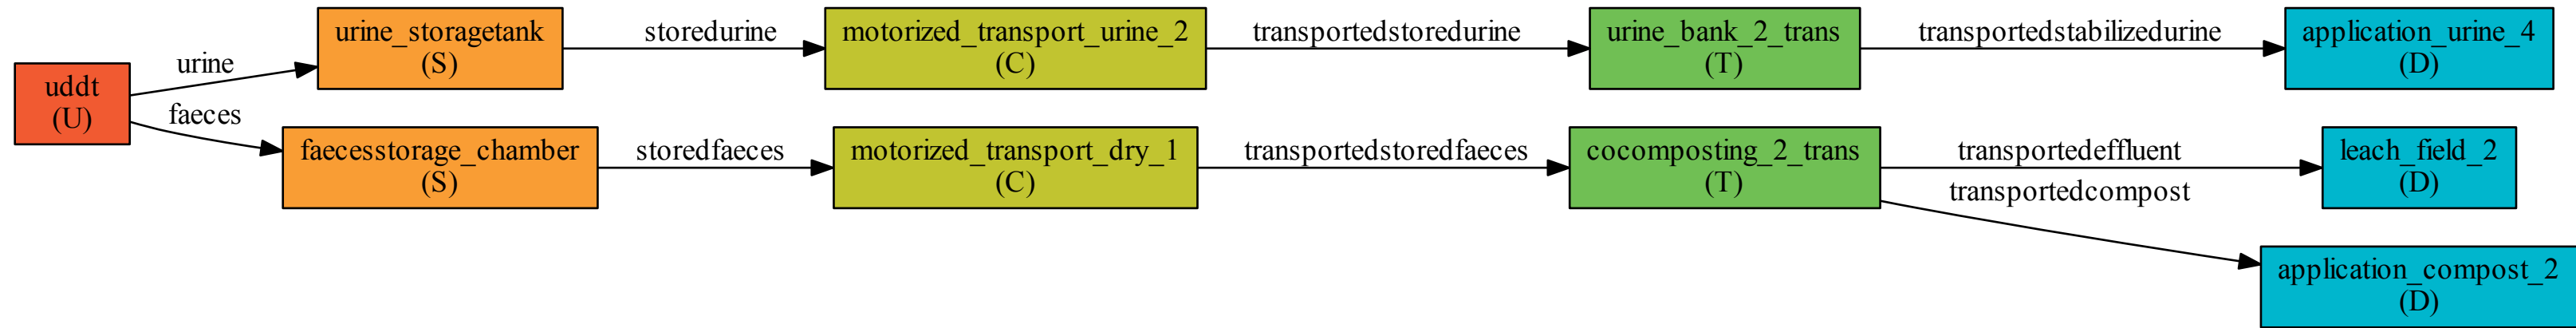 uddt
(U)
urine
faeces
urine_storagetank
(S)
storedurine
motorized_transport_urine_2
(C)
transportedstoredurine
urine_bank_2_trans
(T)
transportedstabilizedurine
application_urine_4
(D)
faecesstorage_chamber
(S)
storedfaeces
motorized_transport_dry_1
(C)
transportedstoredfaeces
cocomposting_2_trans
(T)
transportedeffluent
leach_field_2
(D)
transportedcompost
application_compost_2
(D)